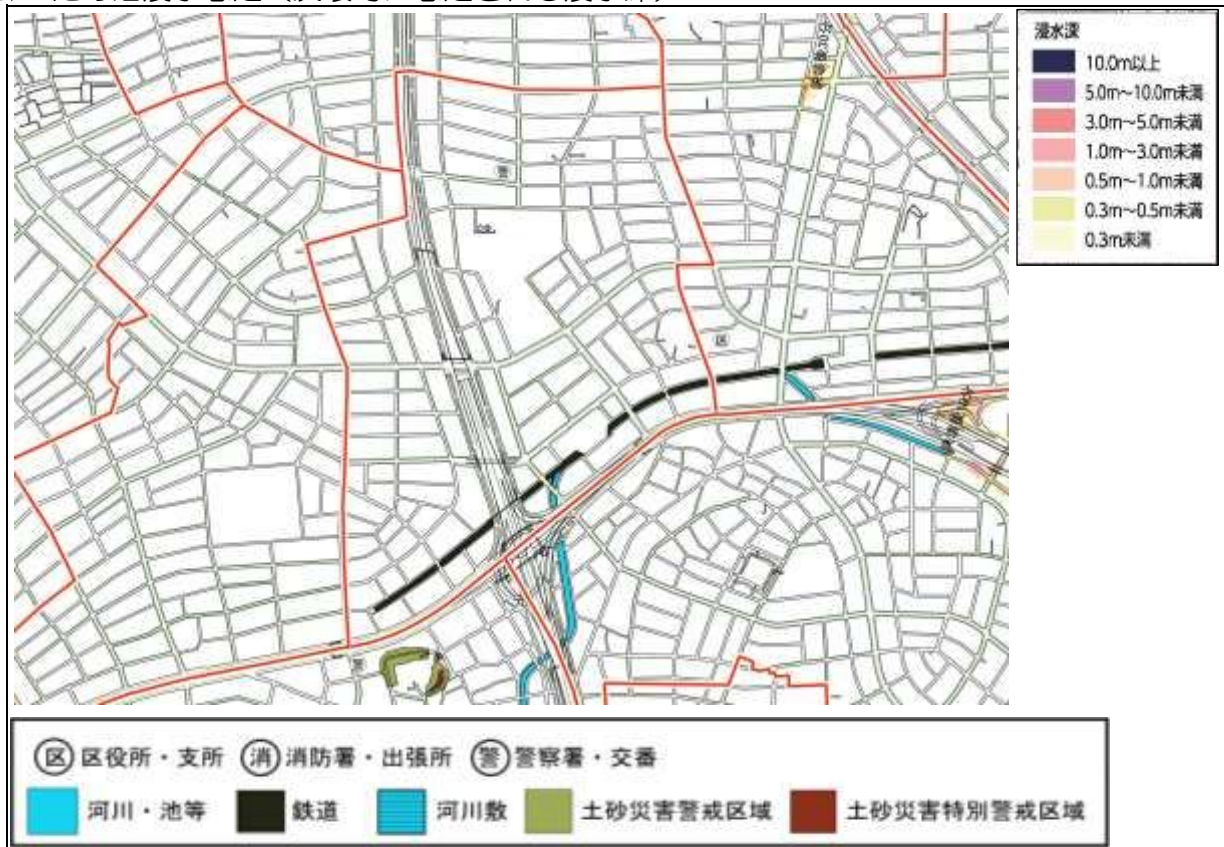 浸水深
10.0m以上
5.0m～10.0m未満
3.0m～5.0m未満
1.0m～3.0m未満
0.5m～1.0m未満
0.3m～0.5m未満
0.3m未満
警
区
警
区 区役所・支所 消 消防署・出張所 警 警察署・交番
河川・池等 鉄道 河川敷 土砂災害警戒区域 土砂災害特別警戒区域